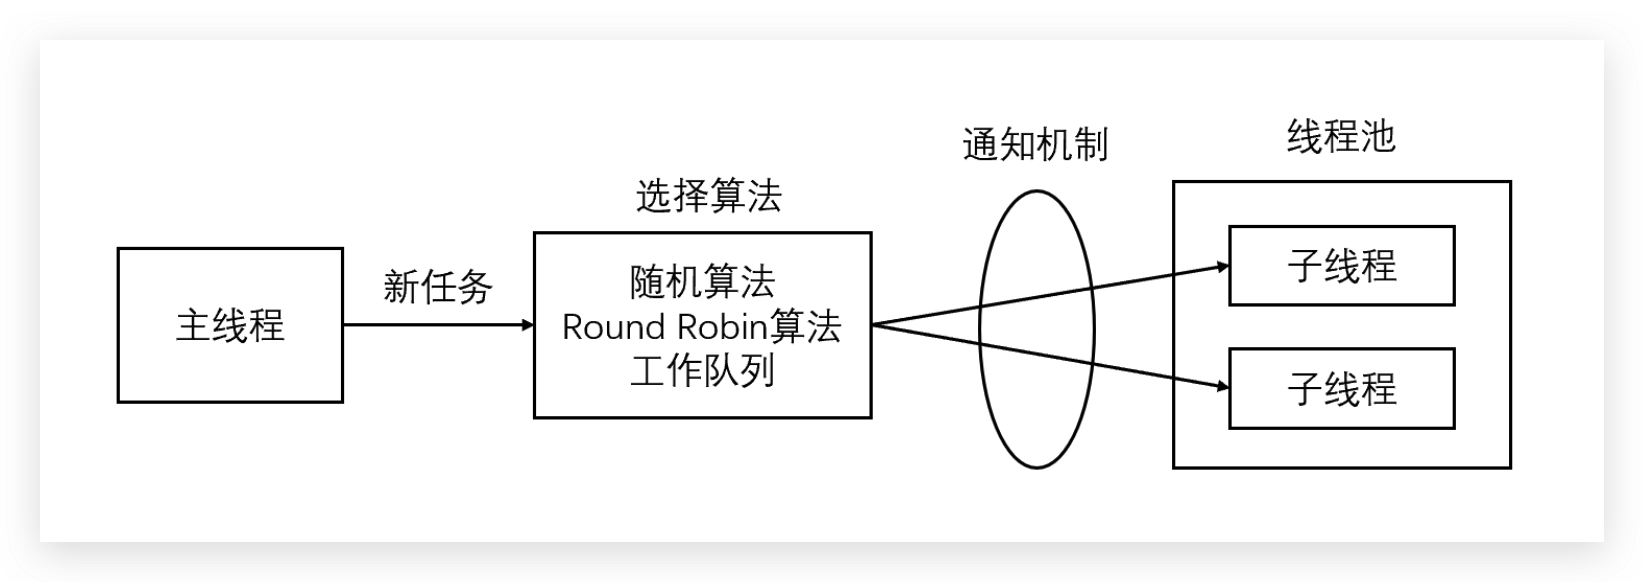 主线程
新任务
选择算法
随机算法
Round Robin算法
工作队列
通知机制
线程池
子线程
子线程